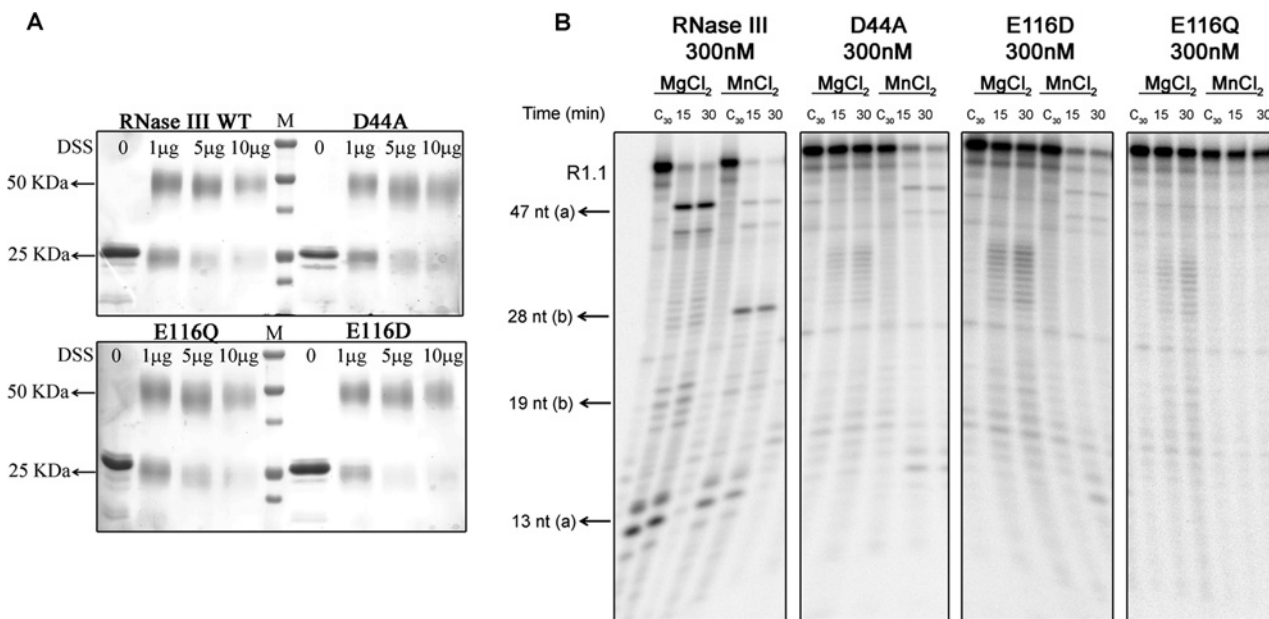 A
RNase III WT M D44A
DSS 0 1µg 5µg 10µg 0 1µg 5µg 10µg
50 KDa
25 KDa
E116Q M E116D
DSS 0 1µg 5µg 10µg 0 1µg 5µg 10µg
50 KDa
25 KDa
B
RNase III D44A E116D E116Q
300nM 300nM 300nM 300nM
MgCl₂ MnCl₂ MgCl₂ MnCl₂ MgCl₂ MnCl₂ MgCl₂ MnCl₂
Time (min) C₃₀ 15 30 C₃₀ 15 30 C₃₀ 15 30 C₃₀ 15 30 C₃₀ 15 30 C₃₀ 15 30 C₃₀ 15 30 C₃₀ 15 30
R1.1
47 nt (a)
28 nt (b)
19 nt (b)
13 nt (a)